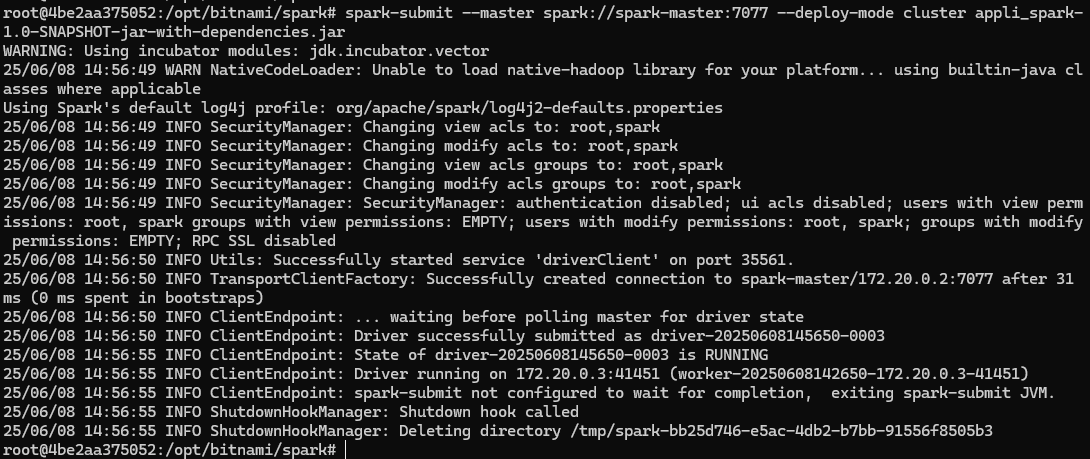 root@4be2aa375052:/opt/bitnami/spark# spark-submit --master spark://spark-master:7077 --deploy-mode cluster appli_spark-
1.0-SNAPSHOT-jar-with-dependencies.jar
WARNING: Using incubator modules: jdk.incubator.vector
25/06/08 14:56:49 WARN NativeCodeLoader: Unable to load native-hadoop library for your platform... using builtin-java cl
asses where applicable
Using Spark's default log4j profile: org/apache/spark/log4j2-defaults.properties
25/06/08 14:56:49 INFO SecurityManager: Changing view acls to: root,spark
25/06/08 14:56:49 INFO SecurityManager: Changing modify acls to: root,spark
25/06/08 14:56:49 INFO SecurityManager: Changing view acls groups to: root,spark
25/06/08 14:56:49 INFO SecurityManager: Changing modify acls groups to: root,spark
25/06/08 14:56:49 INFO SecurityManager: SecurityManager: authentication disabled; ui acls disabled; users with view perm
issions: root, spark groups with view permissions: EMPTY; users with modify permissions: root, spark; groups with modify
 permissions: EMPTY; RPC SSL disabled
25/06/08 14:56:50 INFO Utils: Successfully started service 'driverClient' on port 35561.
25/06/08 14:56:50 INFO TransportClientFactory: Successfully created connection to spark-master/172.20.0.2:7077 after 31
ms (0 ms spent in bootstraps)
25/06/08 14:56:50 INFO ClientEndpoint: ... waiting before polling master for driver state
25/06/08 14:56:50 INFO ClientEndpoint: Driver successfully submitted as driver-20250608145650-0003
25/06/08 14:56:55 INFO ClientEndpoint: State of driver-20250608145650-0003 is RUNNING
25/06/08 14:56:55 INFO ClientEndpoint: Driver running on 172.20.0.3:41451 (worker-20250608142650-172.20.0.3-41451)
25/06/08 14:56:55 INFO ClientEndpoint: spark-submit not configured to wait for completion,  exiting spark-submit JVM.
25/06/08 14:56:55 INFO ShutdownHookManager: Shutdown hook called
25/06/08 14:56:55 INFO ShutdownHookManager: Deleting directory /tmp/spark-bb25d746-e5ac-4db2-b7bb-91556f8505b3
root@4be2aa375052:/opt/bitnami/spark#